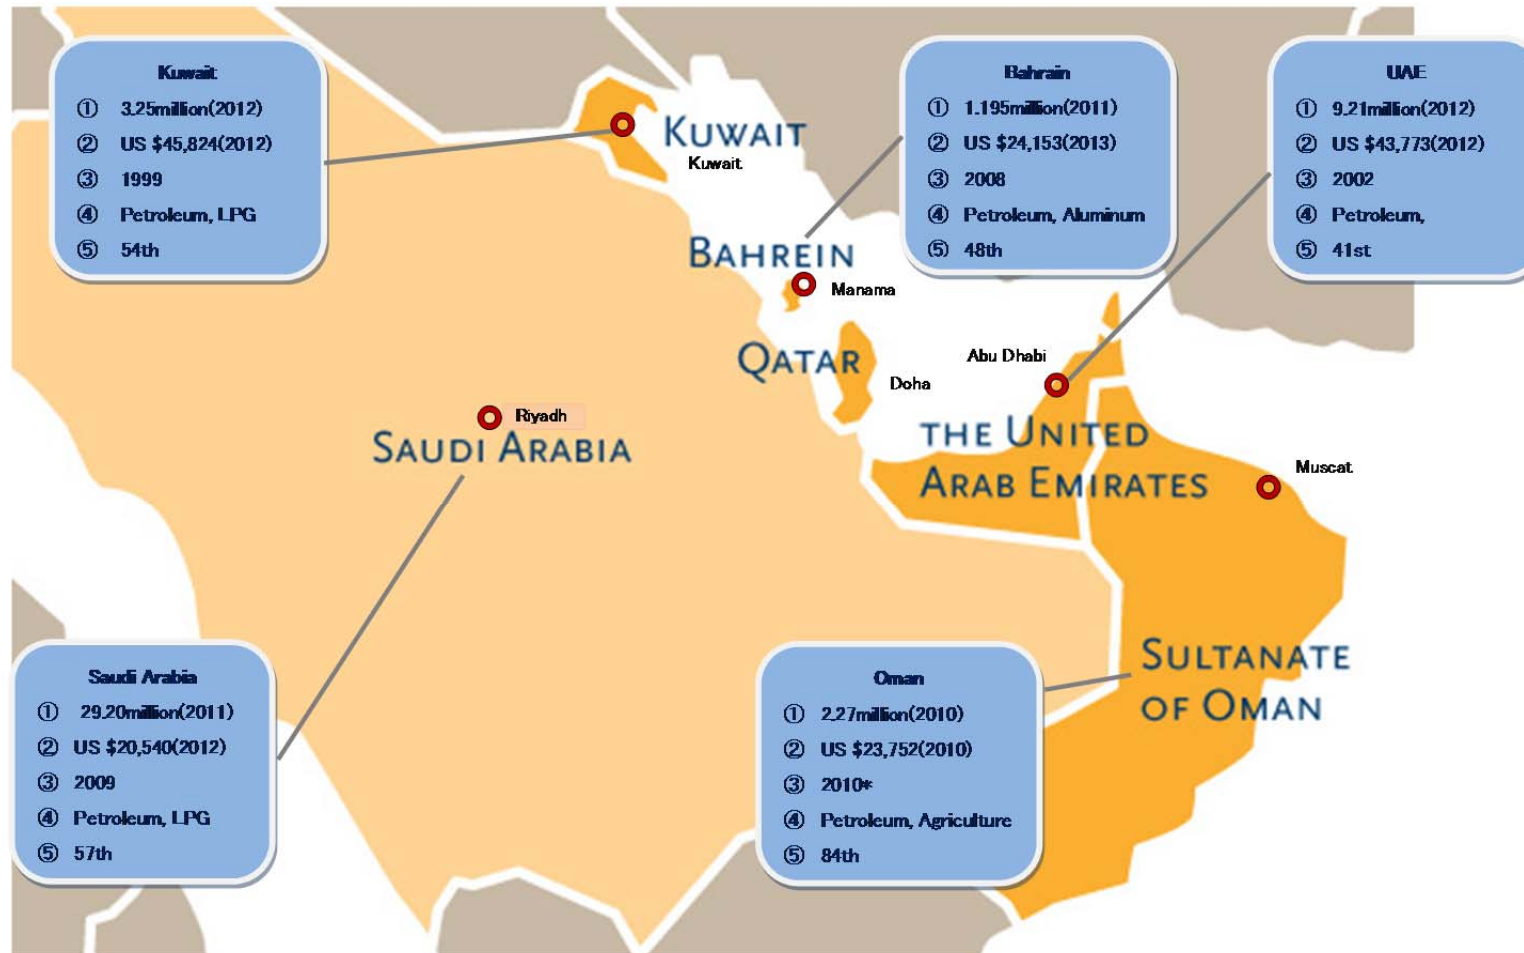 Kuwait
① 3.25million(2012)
② US $45,824(2012)
③ 1999
④ Petroleum, LPG
⑤ 54th
Bahrain
① 1.195million(2011)
② US $24,153(2013)
③ 2008
④ Petroleum, Aluminum
⑤ 48th
UAE
① 9.21million(2012)
② US $43,773(2012)
③ 2002
④ Petroleum,
⑤ 41st
KUWAIT
Kuwait
BAHREIN
Manama
QATAR
Doha
Abu Dhabi
Riyadh
SAUDI ARABIA
THE UNITED
ARAB EMIRATES
Muscat
SULTANATE
OF OMAN
Saudi Arabia
① 29.20million(2011)
② US $20,540(2012)
③ 2009
④ Petroleum, LPG
⑤ 57th
Oman
① 2.27million(2010)
② US $23,752(2010)
③ 2010*
④ Petroleum, Agriculture
⑤ 84th